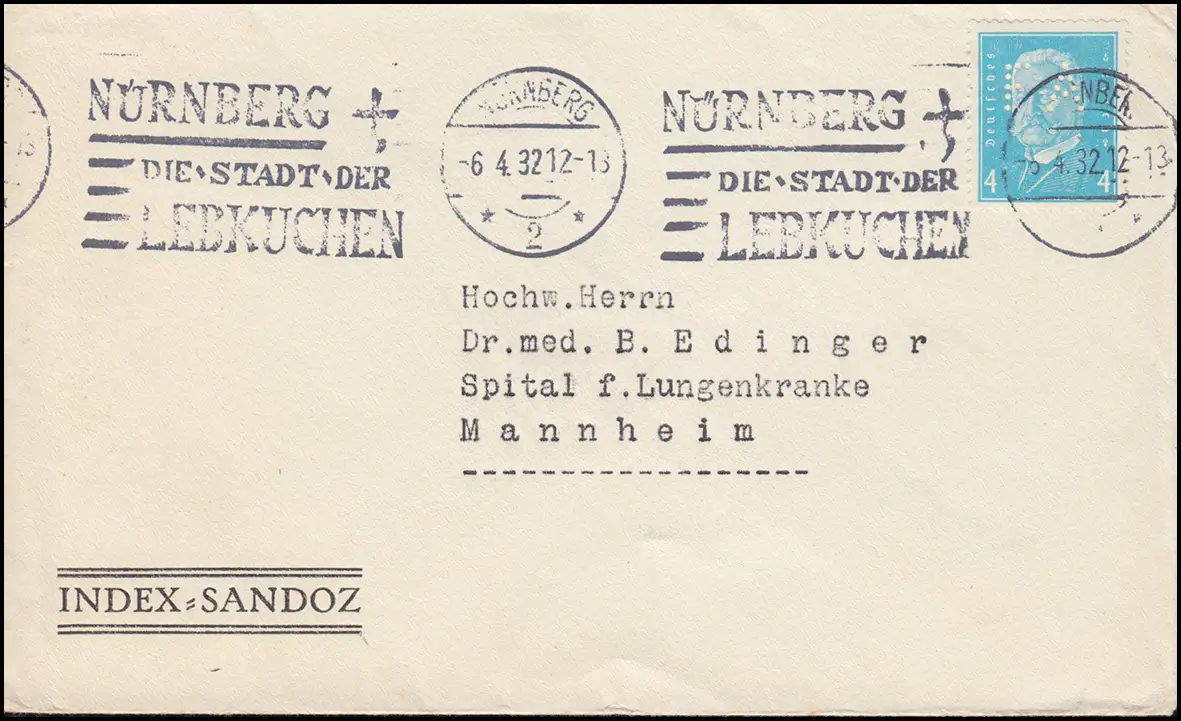 NÜRNBERG
DIE·STADT·DER
LEBKUCHEN
NÜRNBERG
-6.4.32 12-13
2
NÜRNBERG
DIE·STADT·DER
LEBKUCHEN
Deutsches
4 4
NBER
4.32 12-13
Hochw.Herrn
Dr.med. B. E d i n g e r
Spital f.Lungenkranke
M a n n h e i m
------------------
INDEX=SANDOZ